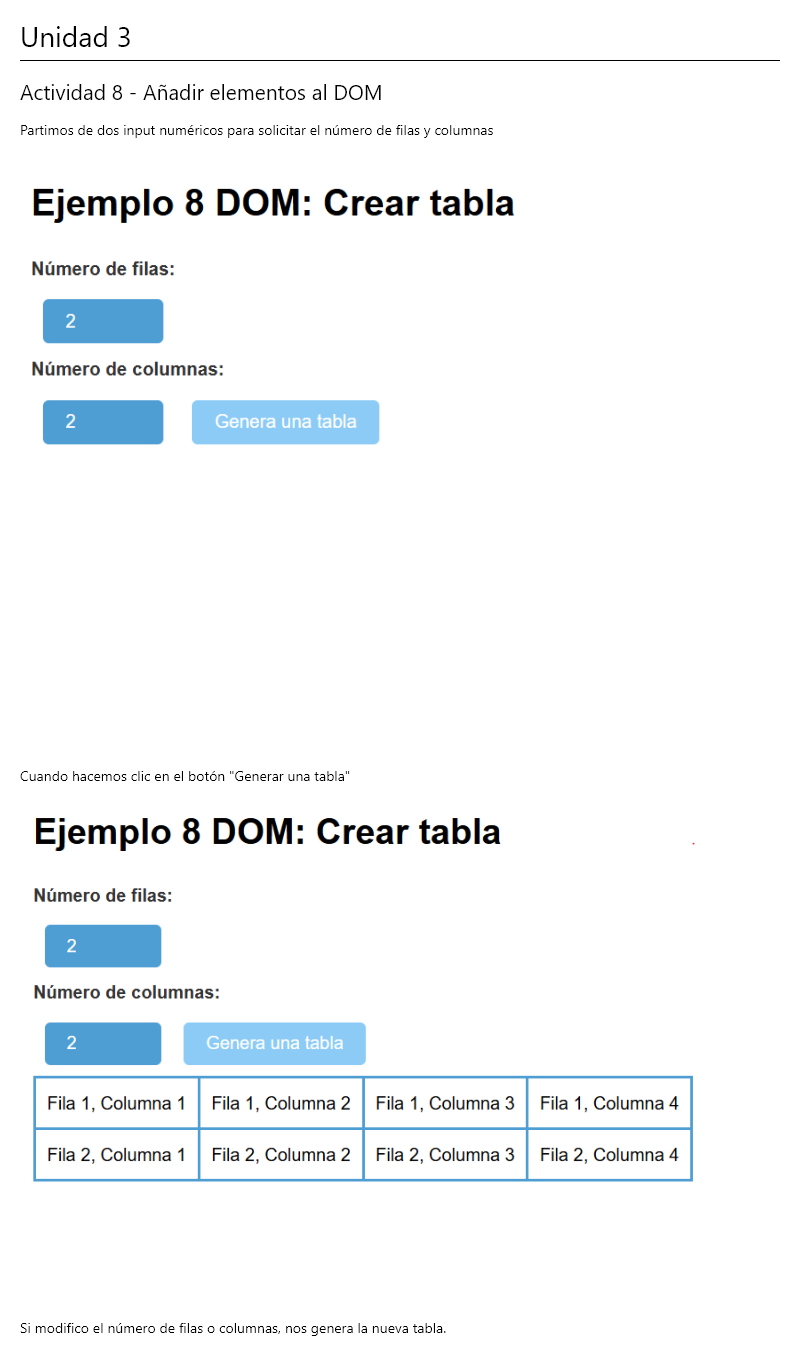 Unidad 3
Actividad 8 - Añadir elementos al DOM
Partimos de dos input numéricos para solicitar el número de filas y columnas
Ejemplo 8 DOM: Crear tabla
Número de filas:
2
Número de columnas:
2 Genera una tabla
Cuando hacemos clic en el botón "Generar una tabla"
Ejemplo 8 DOM: Crear tabla
Número de filas:
2
Número de columnas:
2 Genera una tabla
Fila 1, Columna 1 Fila 1, Columna 2 Fila 1, Columna 3 Fila 1, Columna 4
Fila 2, Columna 1 Fila 2, Columna 2 Fila 2, Columna 3 Fila 2, Columna 4
Si modifico el número de filas o columnas, nos genera la nueva tabla.